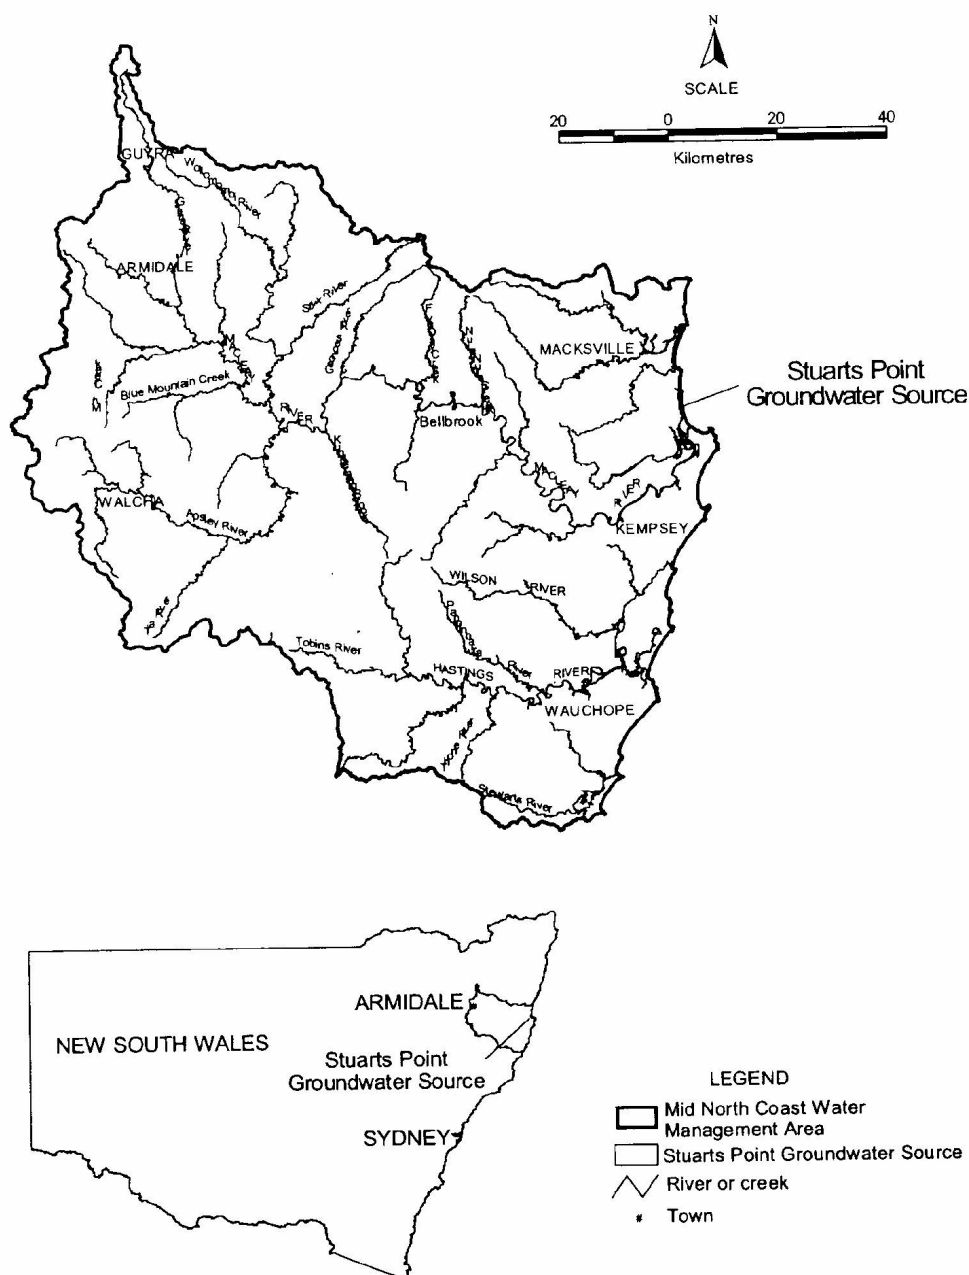 N
SCALE
20 0 20 40
Kilometres
GUYRA
Wollomombi River
ARMIDALE
Styx River
MACLEAY
RIVER
Blue Mountain Creek
MACKSVILLE
Stuarts Point
Groundwater Source
Bellbrook
MACLEAY
RIVER
WALCHA
Apsley River
KEMPSEY
WILSON RIVER
Tobins River
River
HASTINGS RIVER
WAUCHOPE
Stewarts River
ARMIDALE
NEW SOUTH WALES
Stuarts Point
Groundwater Source
SYDNEY
LEGEND
Mid North Coast Water
Management Area
Stuarts Point Groundwater Source
River or creek
Town